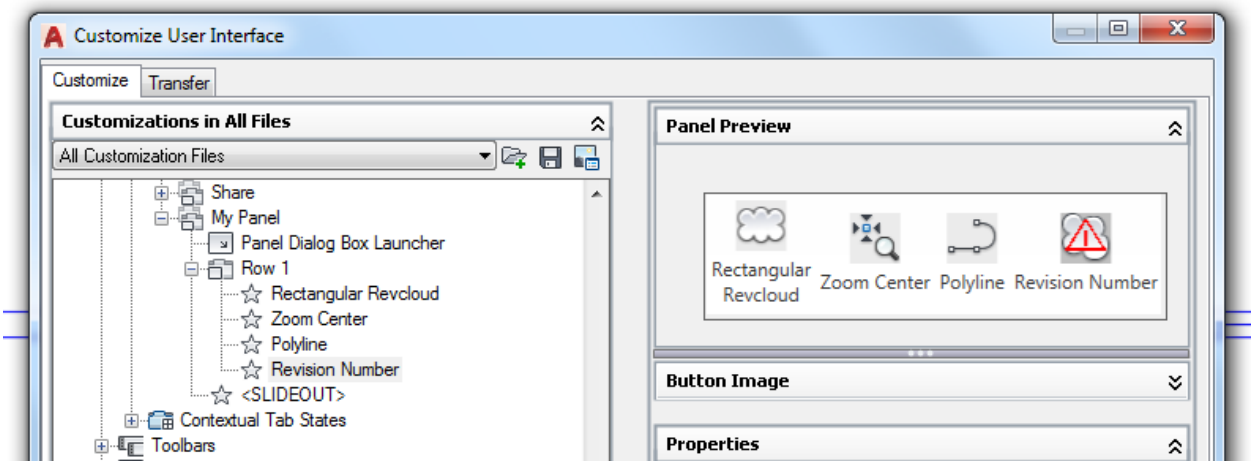 Customize User Interface
Customize Transfer
Customizations in All Files
All Customization Files
Share
My Panel
Panel Dialog Box Launcher
Row 1
Rectangular Revcloud
Zoom Center
Polyline
Revision Number
<SLIDEOUT>
Contextual Tab States
Toolbars
Panel Preview
Rectangular
Revcloud
Zoom Center
Polyline
Revision Number
Button Image
Properties